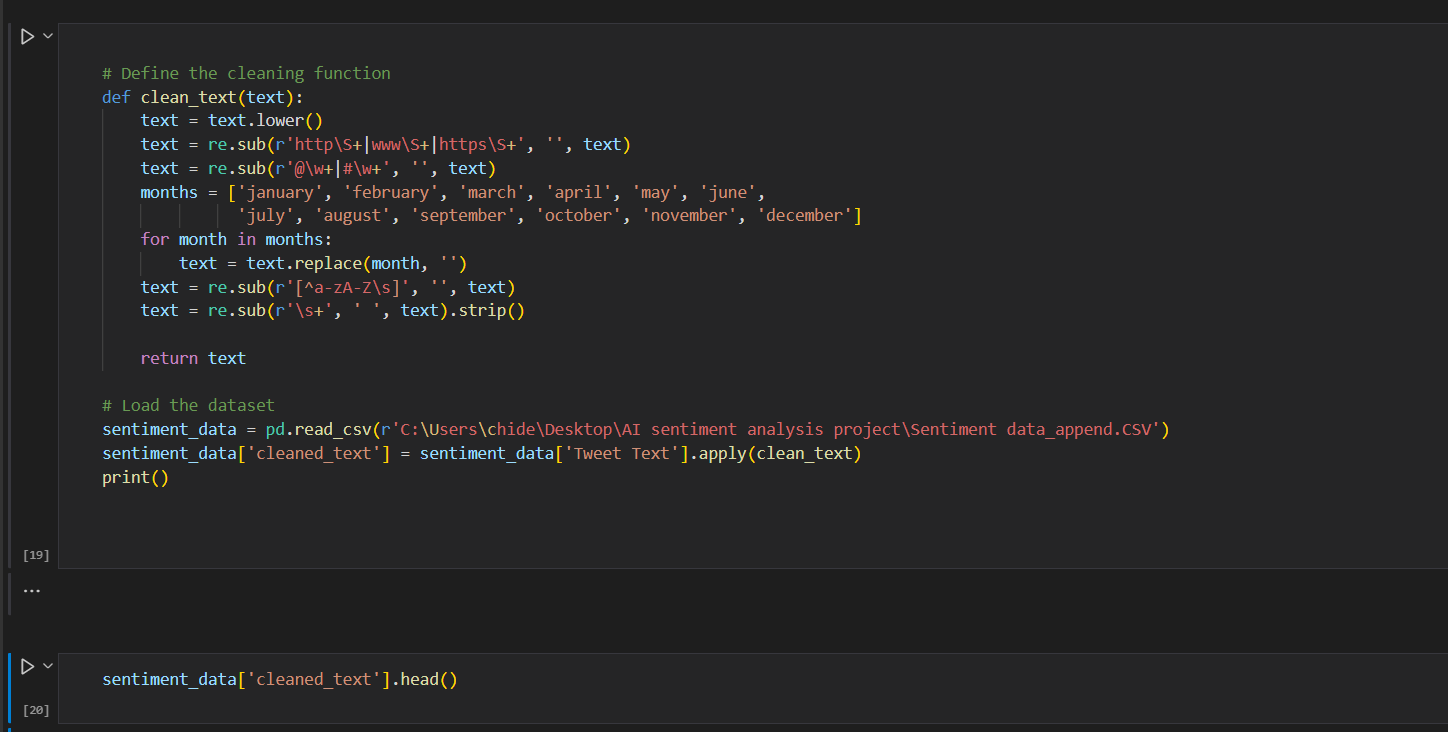 # Define the cleaning function
def clean_text(text):
    text = text.lower()
    text = re.sub(r'http\S+|www\S+|https\S+', '', text)
    text = re.sub(r'@\w+|#\w+', '', text)
    months = ['january', 'february', 'march', 'april', 'may', 'june',
              'july', 'august', 'september', 'october', 'november', 'december']
    for month in months:
        text = text.replace(month, '')
    text = re.sub(r'[^a-zA-Z\s]', '', text)
    text = re.sub(r'\s+', ' ', text).strip()
    return text
# Load the dataset
sentiment_data = pd.read_csv(r'C:\Users\chide\Desktop\AI sentiment analysis project\Sentiment data_append.CSV')
sentiment_data['cleaned_text'] = sentiment_data['Tweet Text'].apply(clean_text)
print()
[19]
...
sentiment_data['cleaned_text'].head()
[20]